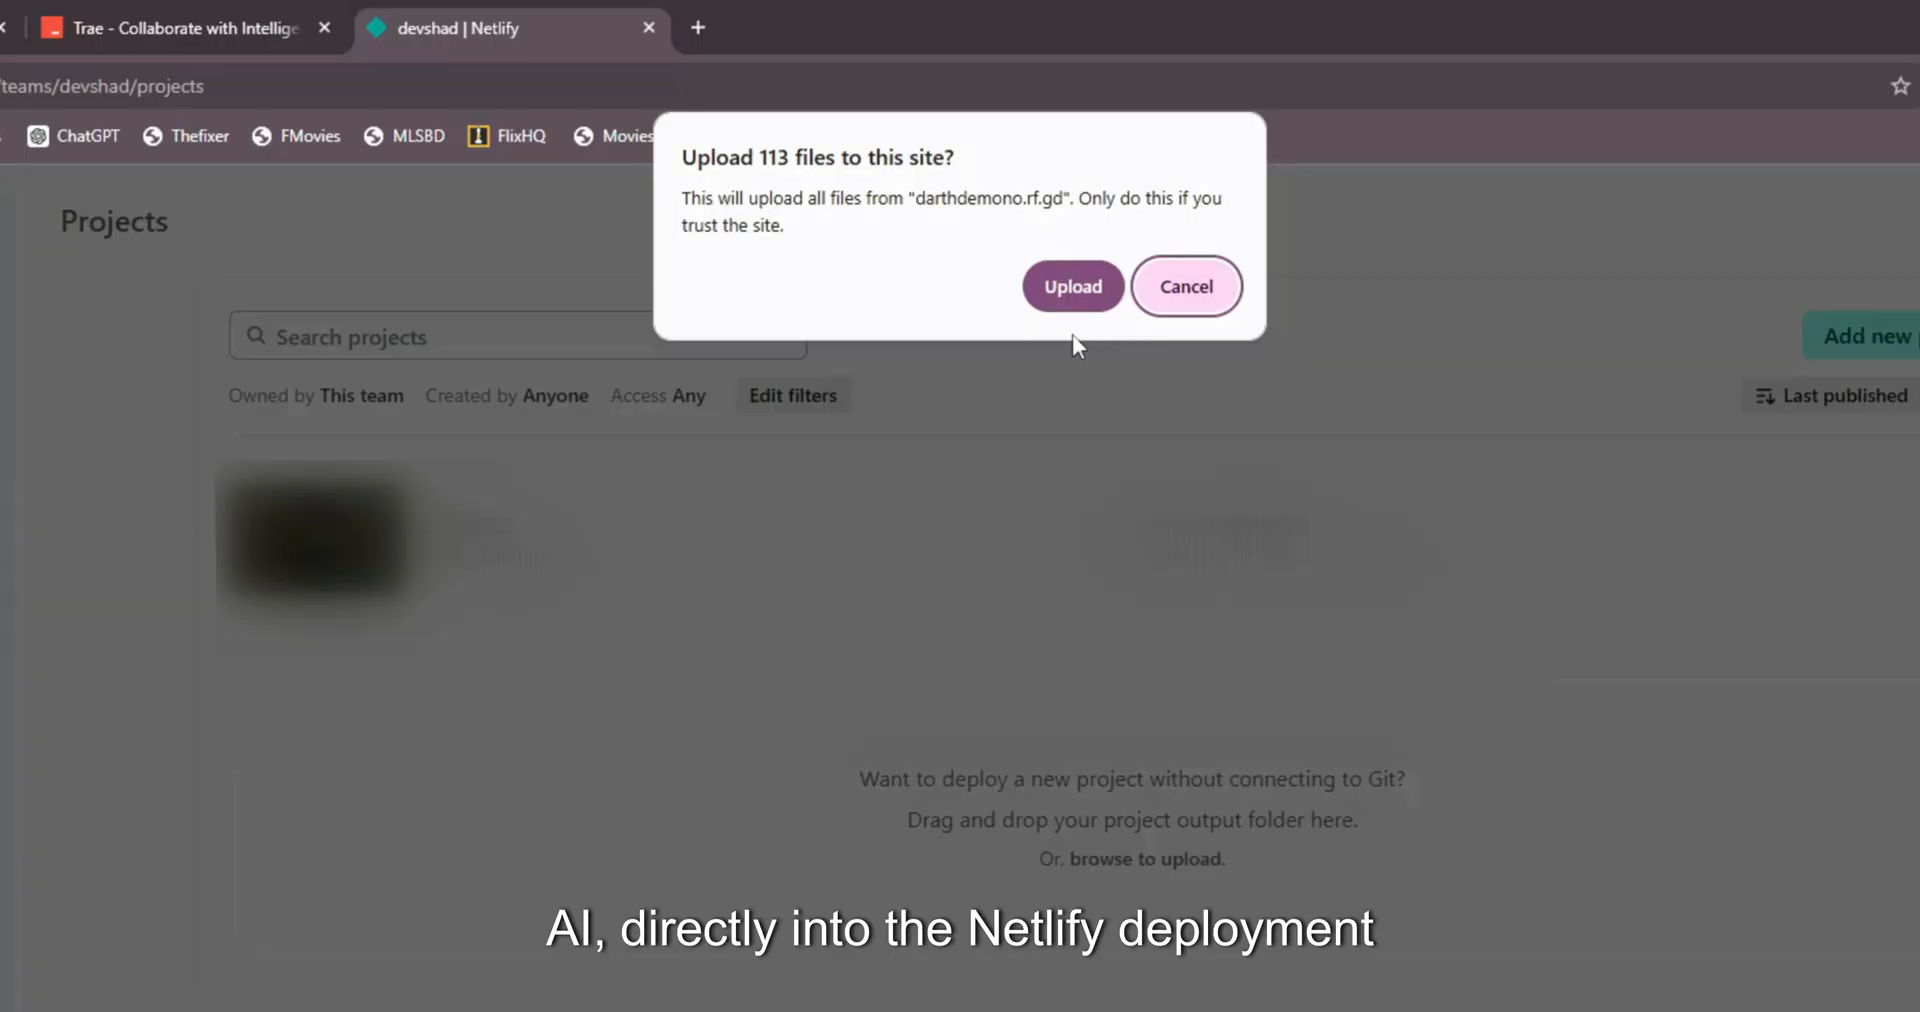 Trae - Collaborate with Intellige
devshad | Netlify
/teams/devshad/projects
ChatGPT
Thefixer
FMovies
MLSBD
FlixHQ
Movies
Upload 113 files to this site?
This will upload all files from "darthdemono.rf.gd". Only do this if you
trust the site.
Upload
Cancel
Projects
Search projects
Add new
Owned by This team
Created by Anyone
Access Any
Edit filters
Last published
Want to deploy a new project without connecting to Git?
Drag and drop your project output folder here.
Or, browse to upload.
AI, directly into the Netlify deployment